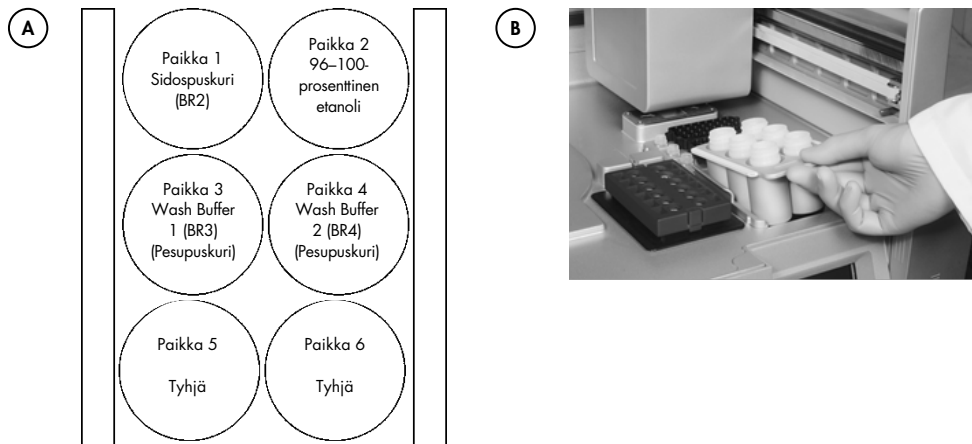 A
B
Paikka 1
Sidospuskuri
(BR2)
Paikka 2
96–100-
prosenttinen
etanoli
Paikka 3
Wash Buffer
1 (BR3)
(Pesupuskuri)
Paikka 4
Wash Buffer
2 (BR4)
(Pesupuskuri)
Paikka 5
Tyhjä
Paikka 6
Tyhjä